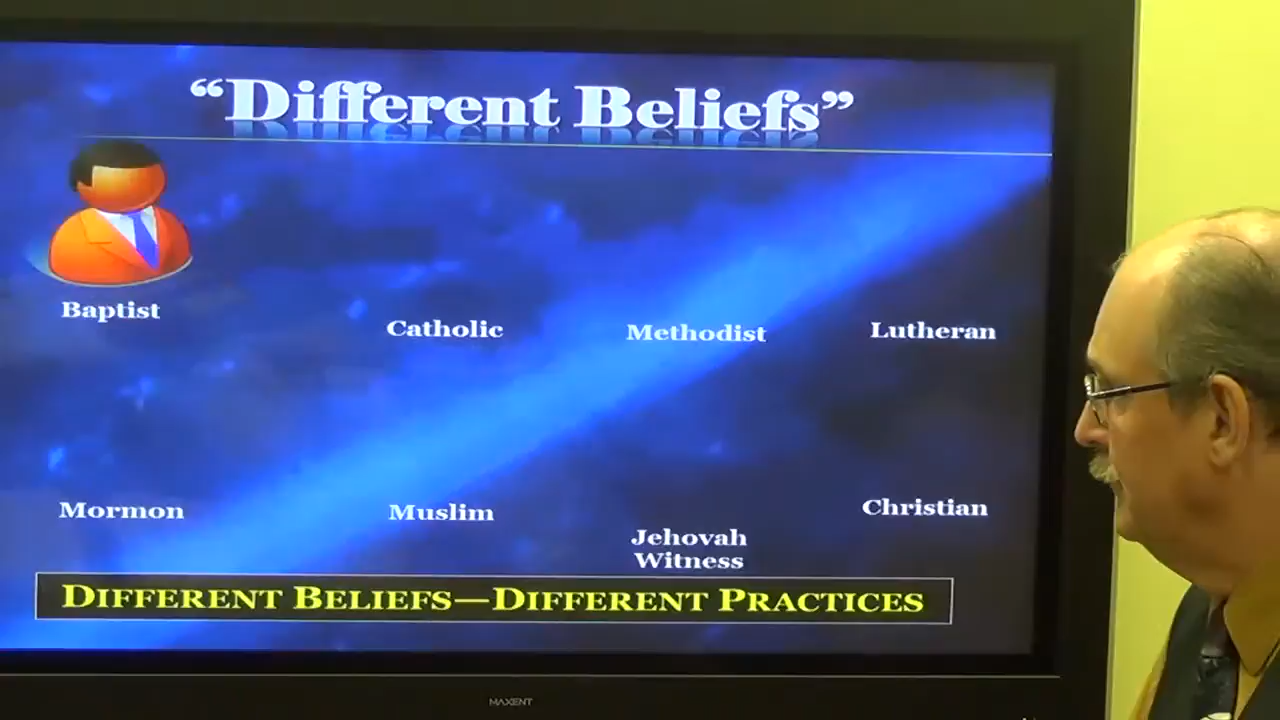 “Different Beliefs”
Baptist
Catholic
Methodist
Lutheran
Mormon
Muslim
Jehovah
Witness
Christian
DIFFERENT BELIEFS—DIFFERENT PRACTICES
MAXENT